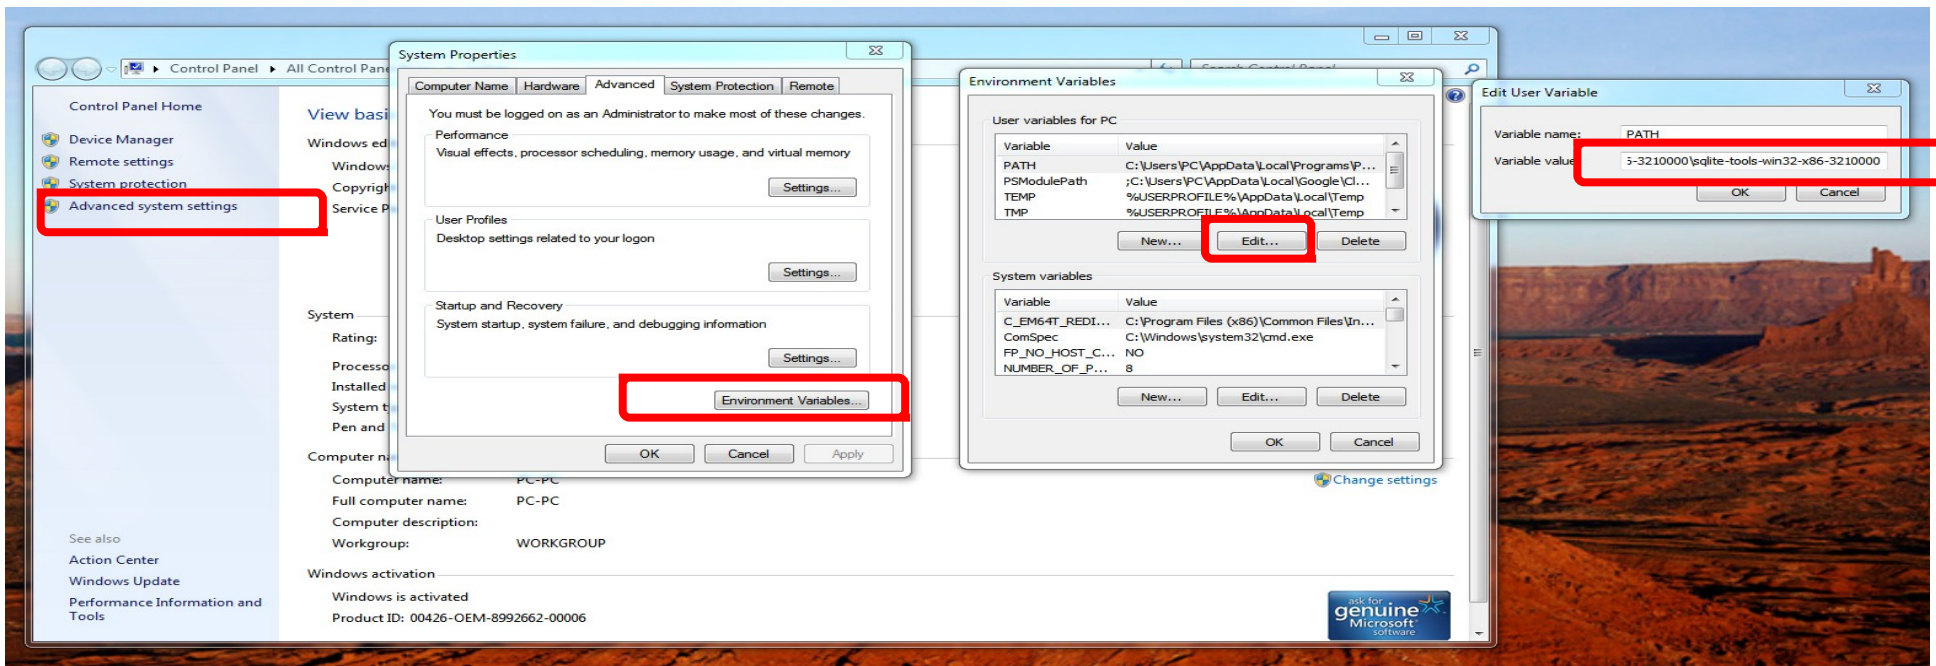 Control Panel ▸ All Control Pane
Control Panel Home
Device Manager
Remote settings
System protection
Advanced system settings
See also
Action Center
Windows Update
Performance Information and
Tools
View basi
Windows ed
Windows
Copyrigh
Service P
System
Rating:
Processo
Installed
System t
Pen and
Computer na
Computer name: PC-PC
Full computer name: PC-PC
Computer description:
Workgroup: WORKGROUP
Change settings
Windows activation
Windows is activated
Product ID: 00426-OEM-8992662-00006
ask for
genuine
Microsoft
software
System Properties
Computer Name Hardware Advanced System Protection Remote
You must be logged on as an Administrator to make most of these changes.
Performance
Visual effects, processor scheduling, memory usage, and virtual memory
Settings...
User Profiles
Desktop settings related to your logon
Settings...
Startup and Recovery
System startup, system failure, and debugging information
Settings...
Environment Variables...
OK Cancel Apply
Search Control Panel
Environment Variables
User variables for PC
Variable Value
PATH C:\Users\PC\AppData\Local\Programs\P...
PSModulePath ;C:\Users\PC\AppData\Local\Google\Cl...
TEMP %USERPROFILE%\AppData\Local\Temp
TMP %USERPROFILE%\AppData\Local\Temp
New... Edit... Delete
System variables
Variable Value
C_EM64T_REDI... C:\Program Files (x86)\Common Files\In...
ComSpec C:\Windows\system32\cmd.exe
FP_NO_HOST_C... NO
NUMBER_OF_P... 8
New... Edit... Delete
OK Cancel
Edit User Variable
Variable name: PATH
Variable value -3210000\sqlite-tools-win32-x86-3210000
OK Cancel